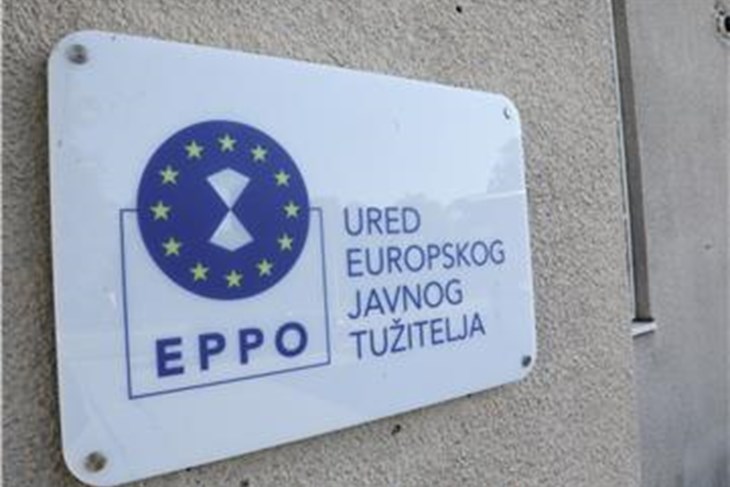 EPPO
URED
EUROPSKOG
JAVNOG
TUŽITELJA